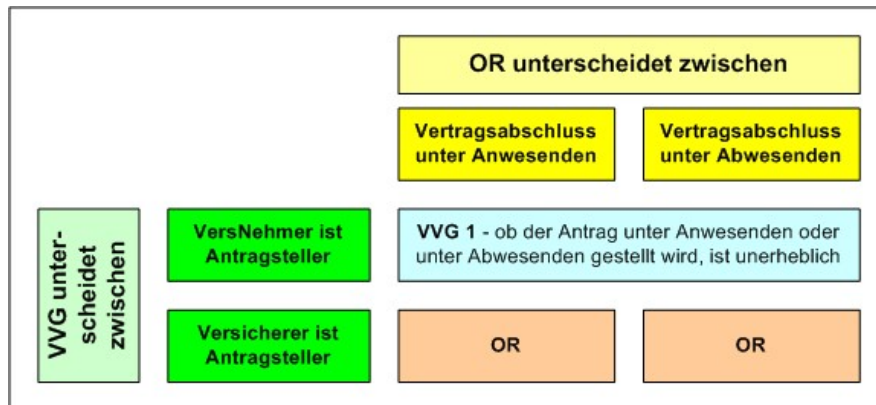 OR unterscheidet zwischen
Vertragsabschluss
unter Anwesenden
Vertragsabschluss
unter Abwesenden
VVG unter-
scheidet
zwischen
VersNehmer ist
Antragsteller
VVG 1 - ob der Antrag unter Anwesenden oder
unter Abwesenden gestellt wird, ist unerheblich
Versicherer ist
Antragsteller
OR
OR